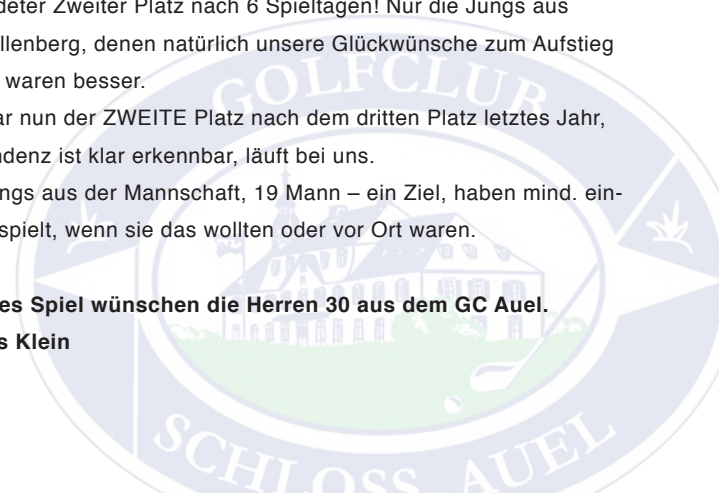 deter Zweiter Platz nach 6 Spieltagen! Nur die Jungs aus
llenberg, denen natürlich unsere Glückwünsche zum Aufstieg
waren besser.
ar nun der ZWEITE Platz nach dem dritten Platz letztes Jahr,
ndenz ist klar erkennbar, läuft bei uns.
ngs aus der Mannschaft, 19 Mann – ein Ziel, haben mind. ein-
spielt, wenn sie das wollten oder vor Ort waren.
es Spiel wünschen die Herren 30 aus dem GC Auel.
s Klein
GOLFCLUB
SCHLOSS AUEL